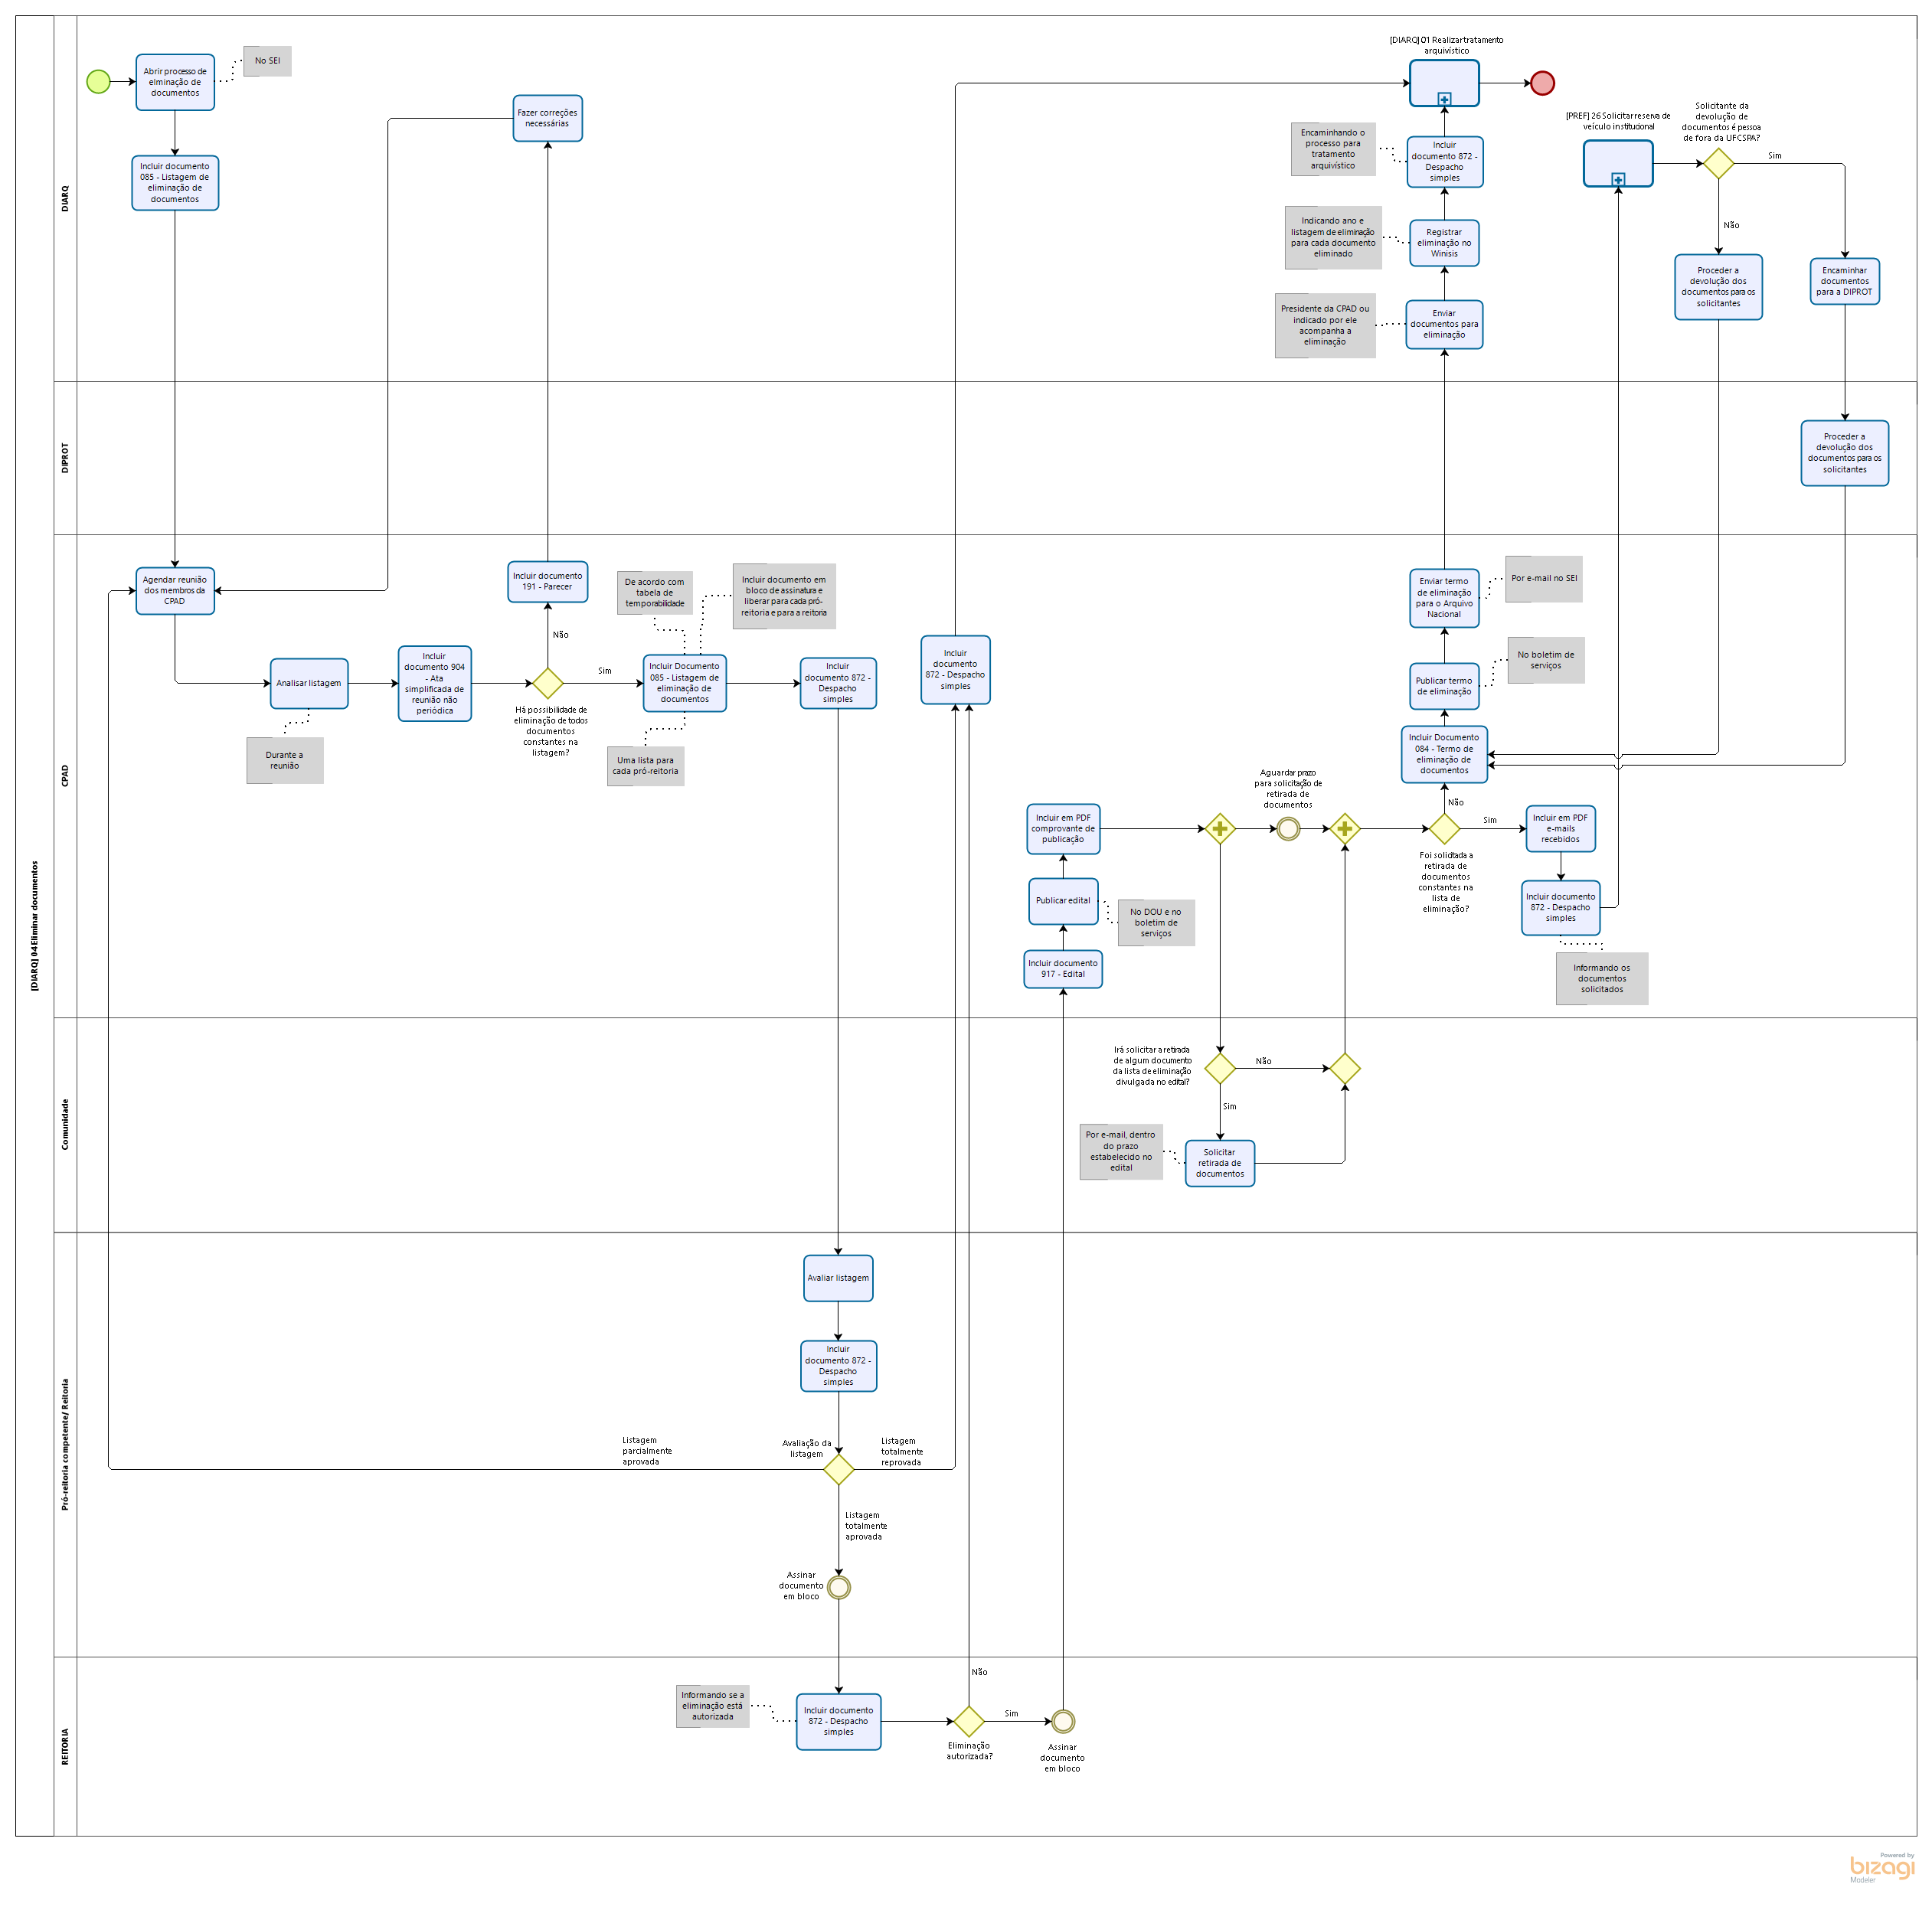 [DIARQ] 04 Eliminar documentos
DIARQ
Abrir processo de
elminação de
documentos
No SEI
Incluir documento
085 - Listagem de
eliminação de
documentos
Fazer correções
necessárias
[DIARQ] 01 Realizar tratamento
arquivístico
Encaminhando o
processo para
tratamento
arquivístico
Incluir
documento 872 -
Despacho
simples
Indicando ano e
listagem de eliminação
para cada documento
eliminado
Registrar
eliminação no
Winisis
Presidente da CPAD ou
indicado por ele
acompanha a
eliminação
Enviar
documentos para
eliminação
[PREF] 26 Solicitar reserva de
veículo institucional
Solicitante da
devolução de
documentos é pessoa
de fora da UFCSPA?
Sim
Não
Proceder a
devolução dos
documentos para os
solicitantes
Encaminhar
documentos
para a DIPROT
DIPROT
Proceder a
devolução dos
documentos para os
solicitantes
CPAD
Agendar reunião
dos membros da
CPAD
Analisar listagem
Durante a
reunião
Incluir
documento 904
- Ata
simplificada de
reunião não
periódica
Incluir documento
191 - Parecer
Não
Sim
Há possibilidade de
eliminação de todos
documentos
constantes na
listagem?
De acordo com
tabela de
temporabilidade
Incluir documento em
bloco de assinatura e
liberar para cada pró-
reitoria e para a reitoria
Incluir Documento
085 - Listagem de
eliminação de
documentos
Uma lista para
cada pró-reitoria
Incluir
documento 872 -
Despacho
simples
Incluir
documento
872 - Despacho
simples
Enviar termo
de eliminação
para o Arquivo
Nacional
Por e-mail no SEI
Publicar termo
de eliminação
No boletim de
serviços
Incluir Documento
084 - Termo de
eliminação de
documentos
Aguardar prazo
para solicitação de
retirada de
documentos
Incluir em PDF
comprovante de
publicação
Publicar edital
No DOU e no
boletim de
serviços
Incluir documento
917 - Edital
Não
Sim
Foi solicitada a
retirada de
documentos
constantes na
lista de
eliminação?
Incluir em PDF
e-mails
recebidos
Incluir documento
872 - Despacho
simples
Informando os
documentos
solicitados
Comunidade
Irá solicitar a retirada
de algum documento
da lista de eliminação
divulgada no edital?
Não
Sim
Por e-mail, dentro
do prazo
estabelecido no
edital
Solicitar
retirada de
documentos
Pró-reitoria competente/ Reitoria
Avaliar listagem
Incluir
documento 872 -
Despacho
simples
Listagem
parcialmente
aprovada
Avaliação da
listagem
Listagem
totalmente
reprovada
Listagem
totalmente
aprovada
Assinar
documento
em bloco
REITORIA
Informando se a
eliminação está
autorizada
Incluir documento
872 - Despacho
simples
Não
Sim
Eliminação
autorizada?
Assinar
documento
em bloco
Powered by
bizagi
Modeler